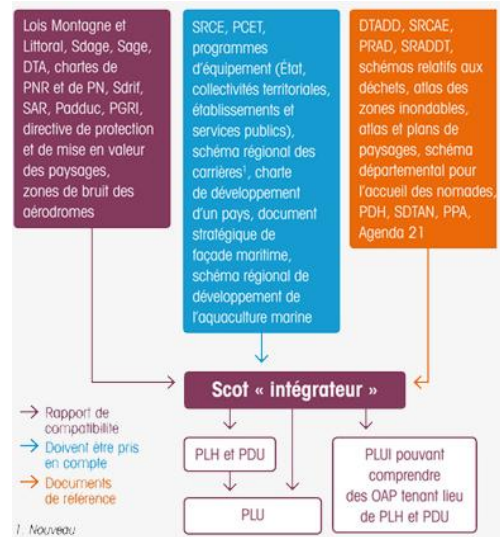 Lois Montagne et
Littoral, Sdage, Sage,
DTA, chartes de
PNR et de PN, Sdrif,
SAR, Padduc, PGRI,
directive de protection
et de mise en valeur
des paysages,
zones de bruit des
aérodromes
SRCE, PCET,
programmes
d'équipement (État,
collectivités territoriales,
établissements et
services publics),
schéma régional des
carrières¹, charte
de développement
d'un pays, document
stratégique de
façade maritime,
schéma régional de
développement de
l'aquaculture marine
DTADD, SRCAE,
PRAD, SRADDT,
schémas relatifs aux
déchets, atlas des
zones inondables,
atlas et plans de
paysages, schéma
départemental pour
l'accueil des nomades,
PDH, SDTAN, PPA,
Agenda 21
Scot « intégrateur »
Rapport de
compatibilité
Doivent être pris
en compte
Documents
de référence
PLH et PDU
PLU
PLUI pouvant
comprendre
des OAP tenant lieu
de PLH et PDU
1. Nouveau